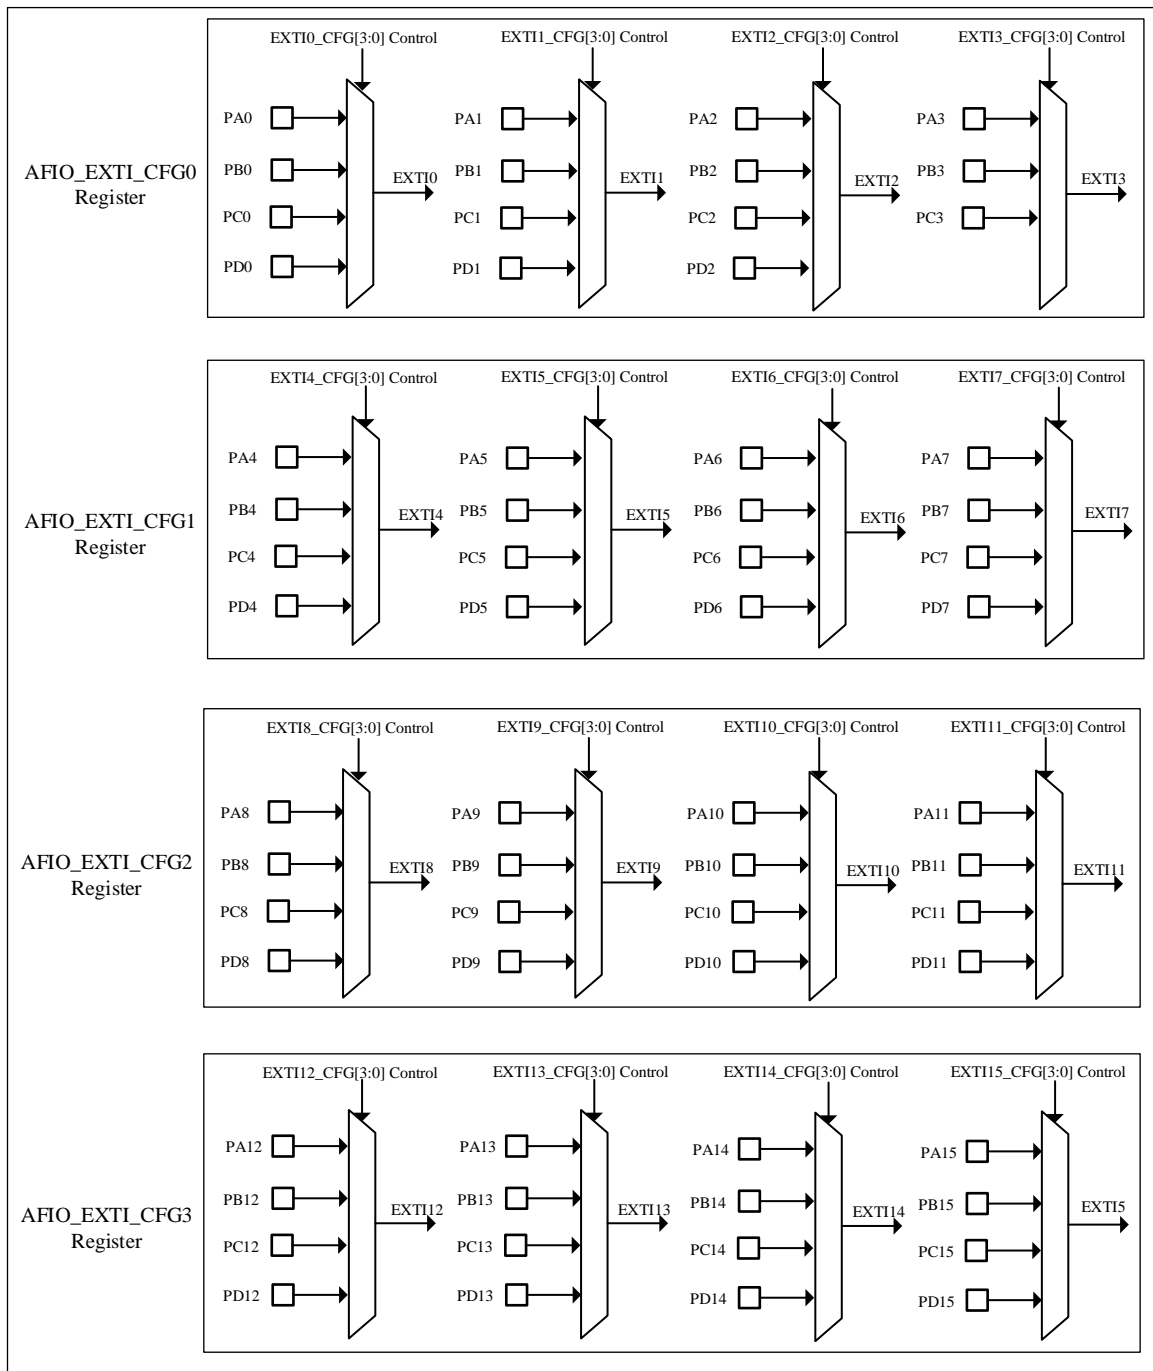 EXTI0_CFG[3:0] Control
EXTI1_CFG[3:0] Control
EXTI2_CFG[3:0] Control
EXTI3_CFG[3:0] Control
AFIO_EXTI_CFG0
Register
PA0
PB0
PC0
PD0
EXTI0
PA1
PB1
PC1
PD1
EXTI1
PA2
PB2
PC2
PD2
EXTI2
PA3
PB3
PC3
EXTI3
EXTI4_CFG[3:0] Control
EXTI5_CFG[3:0] Control
EXTI6_CFG[3:0] Control
EXTI7_CFG[3:0] Control
AFIO_EXTI_CFG1
Register
PA4
PB4
PC4
PD4
EXTI4
PA5
PB5
PC5
PD5
EXTI5
PA6
PB6
PC6
PD6
EXTI6
PA7
PB7
PC7
PD7
EXTI7
EXTI8_CFG[3:0] Control
EXTI9_CFG[3:0] Control
EXTI10_CFG[3:0] Control
EXTI11_CFG[3:0] Control
AFIO_EXTI_CFG2
Register
PA8
PB8
PC8
PD8
EXTI8
PA9
PB9
PC9
PD9
EXTI9
PA10
PB10
PC10
PD10
EXTI10
PA11
PB11
PC11
PD11
EXTI11
EXTI12_CFG[3:0] Control
EXTI13_CFG[3:0] Control
EXTI14_CFG[3:0] Control
EXTI15_CFG[3:0] Control
AFIO_EXTI_CFG3
Register
PA12
PB12
PC12
PD12
EXTI12
PA13
PB13
PC13
PD13
EXTI13
PA14
PB14
PC14
PD14
EXTI14
PA15
PB15
PC15
PD15
EXTI5